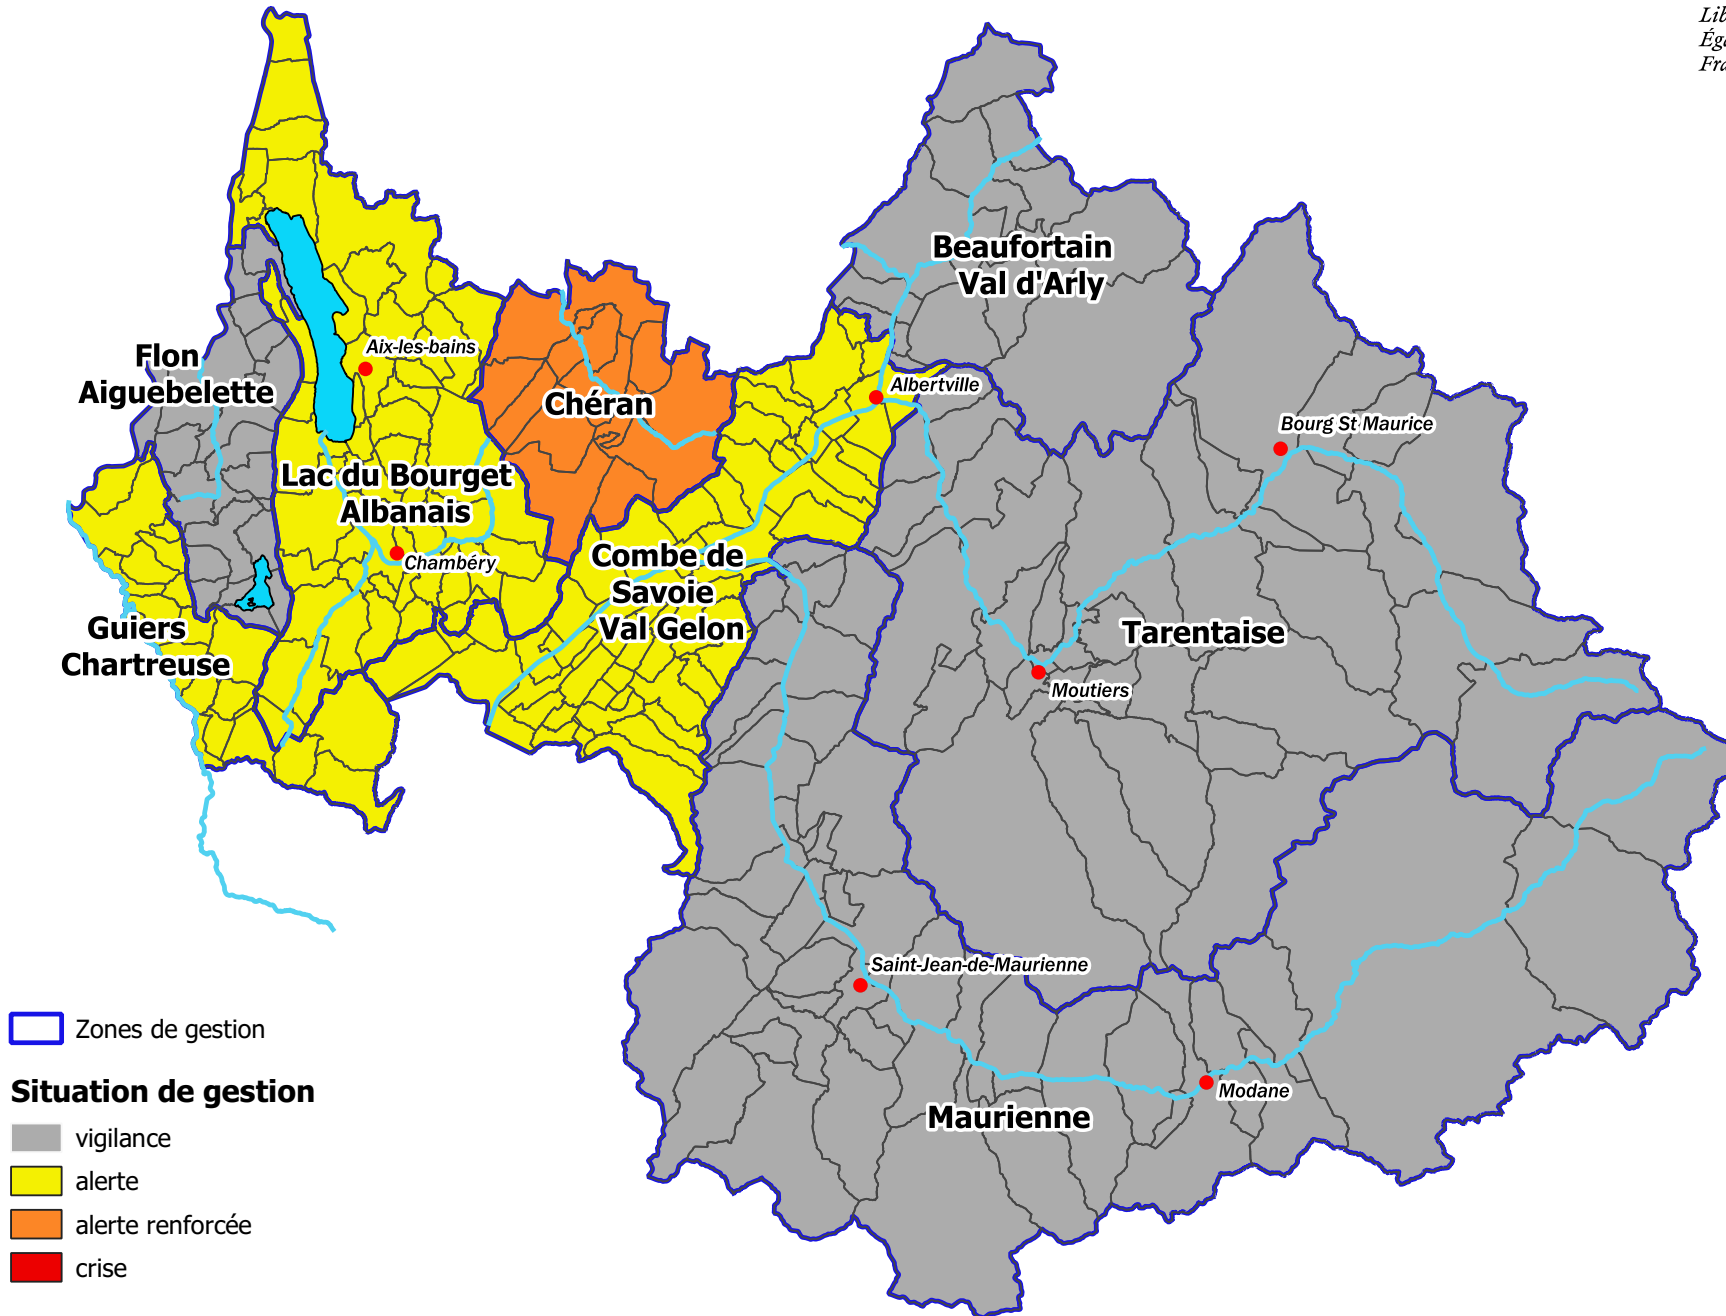 Beaufortain
Val d'Arly
Flon
Aiguebelette
Aix-les-bains
Chéran
Albertville
Bourg St Maurice
Lac du Bourget
Albanais
Chambéry
Combe de
Savoie
Val Gelon
Guiers
Chartreuse
Tarentaise
Moutiers
Saint-Jean-de-Maurienne
Modane
Maurienne
Zones de gestion
Situation de gestion
vigilance
alerte
alerte renforcée
crise